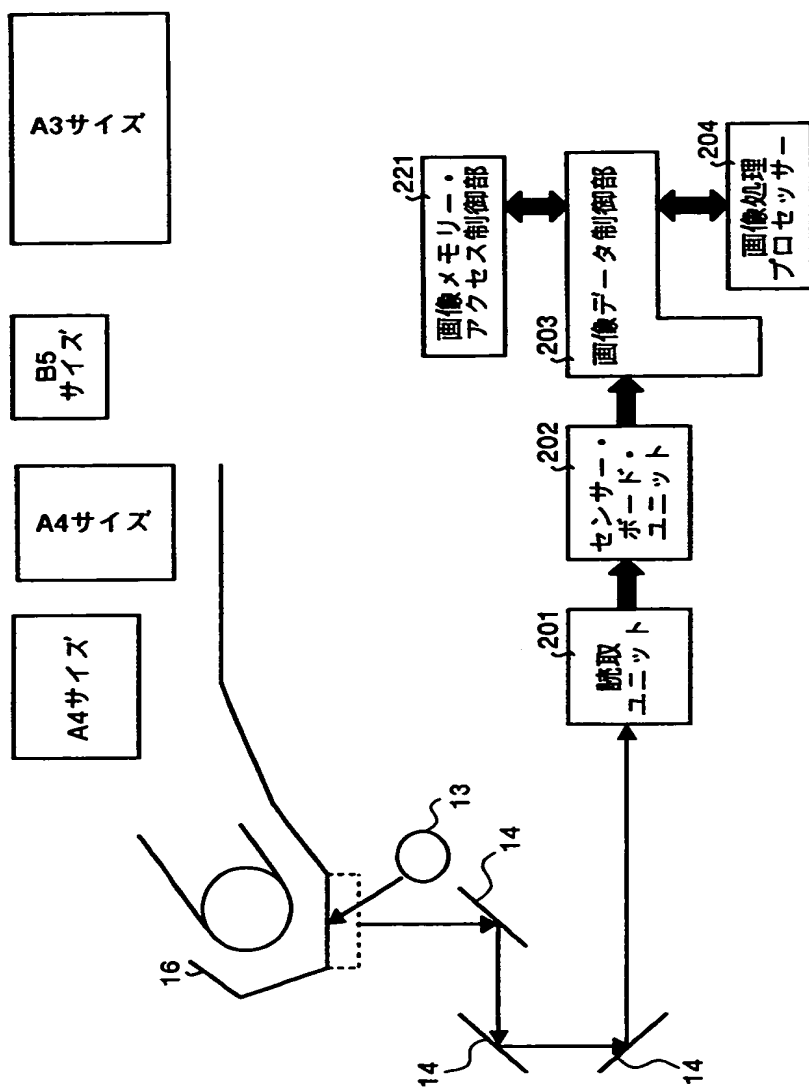 A4サイズ
A4サイズ
B5
サイズ
A3サイズ
16
13
14
14
14
201
読取
ユニット
202
センサー・
ボード・
ユニット
203
画像データ制御部
221
画像メモリー・
アクセス制御部
204
画像処理
プロセッサー